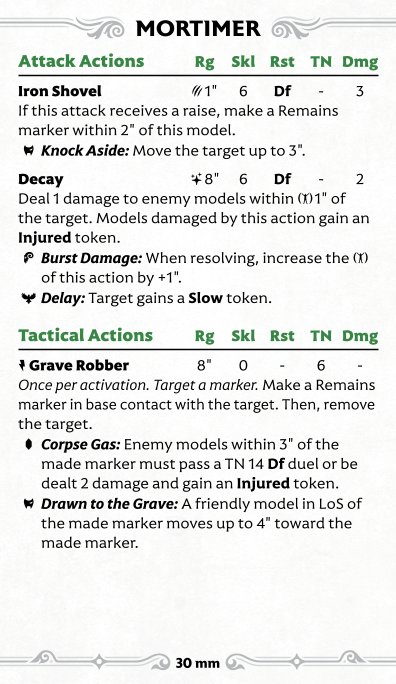 MORTIMER
Attack Actions Rg Skl Rst TN Dmg
Iron Shovel 1" 6 Df - 3
If this attack receives a raise, make a Remains
marker within 2" of this model.
Knock Aside: Move the target up to 3".
Decay 8" 6 Df - 2
Deal 1 damage to enemy models within 1" of
the target. Models damaged by this action gain an
Injured token.
Burst Damage: When resolving, increase the
of this action by +1".
Delay: Target gains a Slow token.
Tactical Actions Rg Skl Rst TN Dmg
Grave Robber 8" 0 - 6 -
Once per activation. Target a marker. Make a Remains
marker in base contact with the target. Then, remove
the target.
Corpse Gas: Enemy models within 3" of the
made marker must pass a TN 14 Df duel or be
dealt 2 damage and gain an Injured token.
Drawn to the Grave: A friendly model in LoS of
the made marker moves up to 4" toward the
made marker.
30 mm